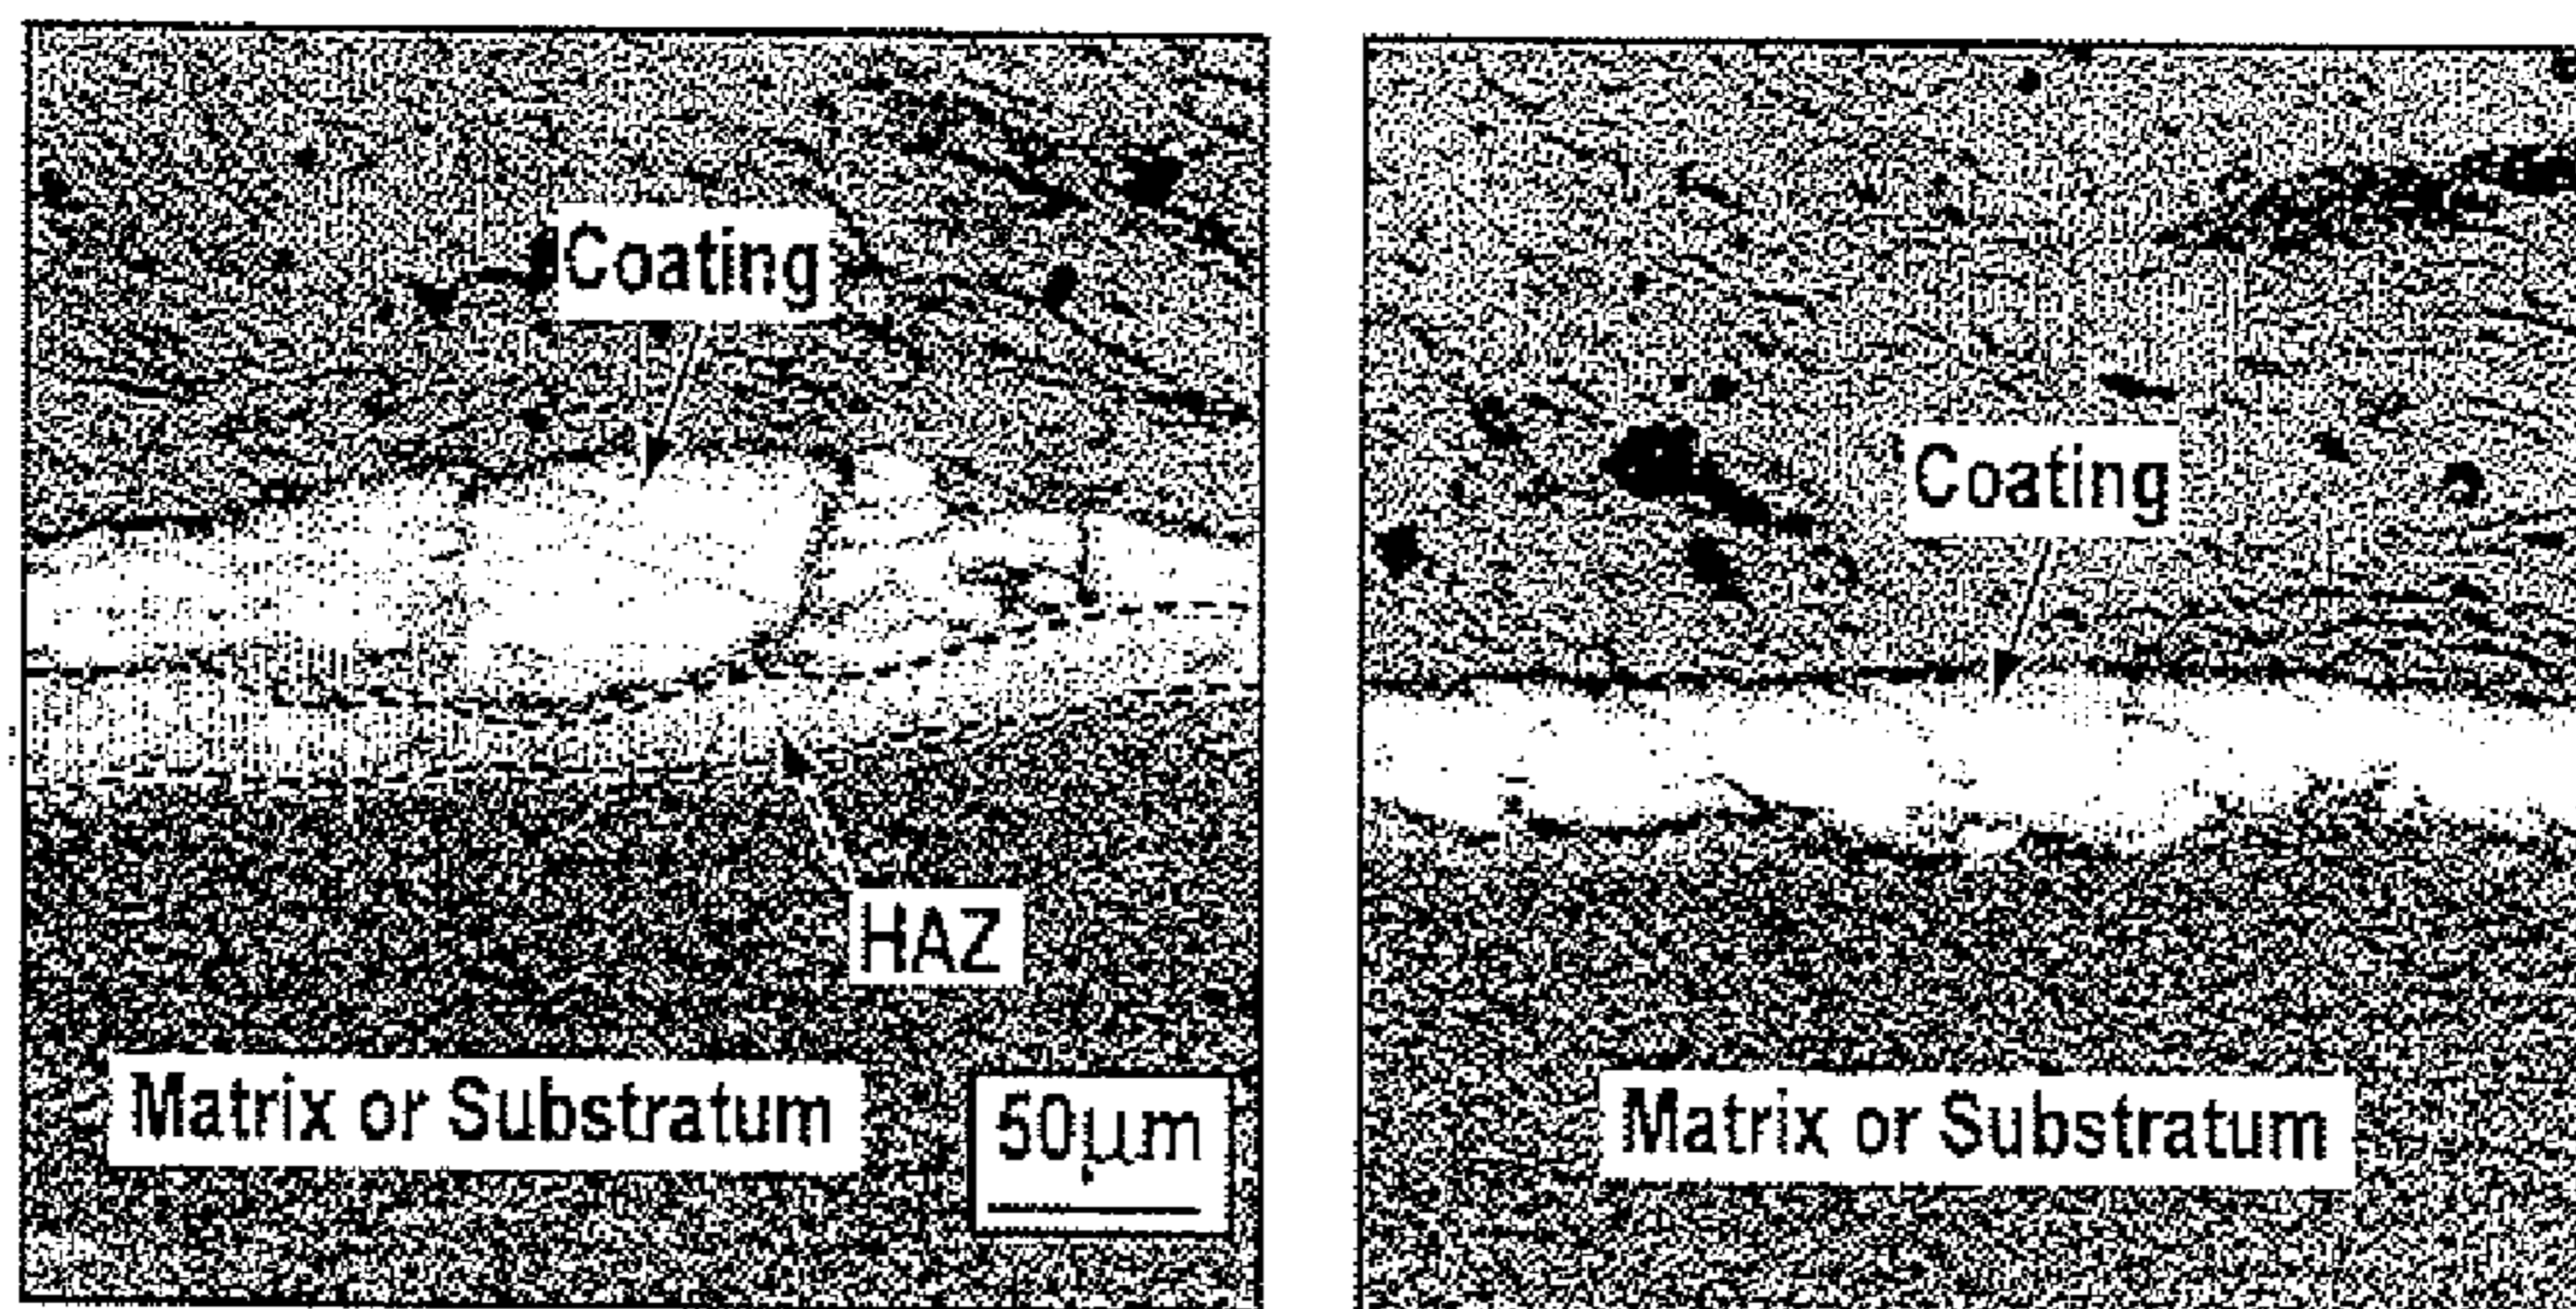 Coating
HAZ
Matrix or Substratum
50μm
Coating
Matrix or Substratum